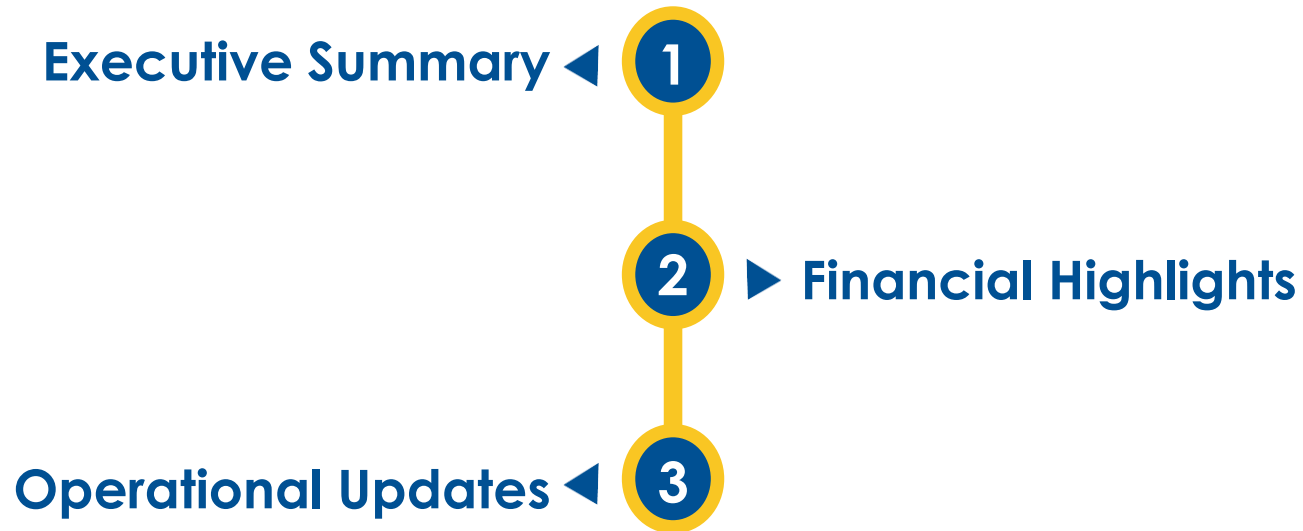 Executive Summary 1
2 Financial Highlights
Operational Updates 3